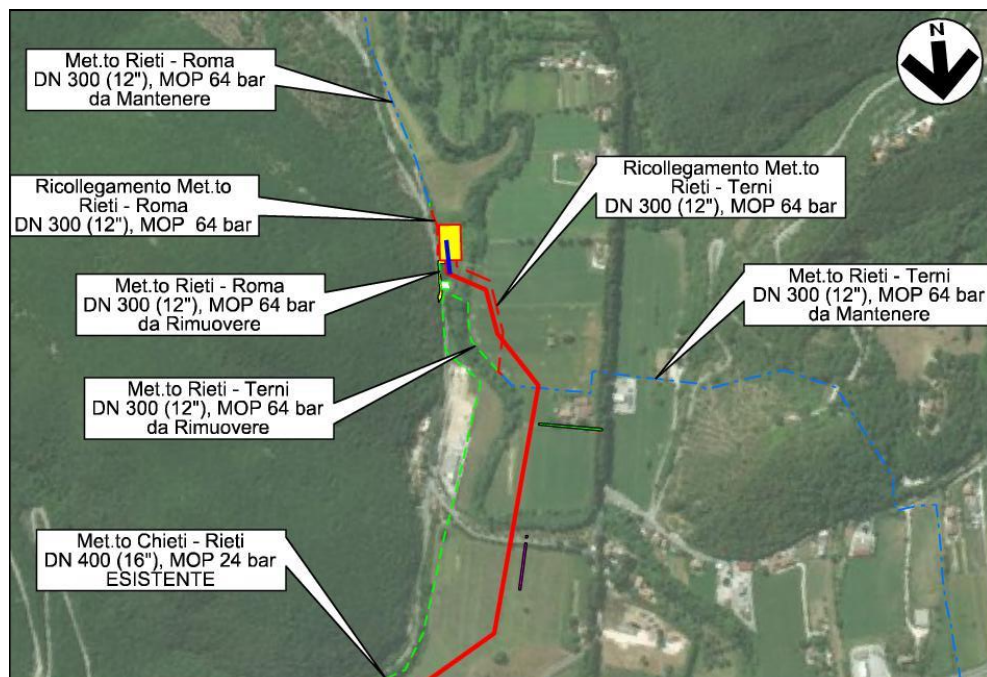 Met.to Rieti - Roma
DN 300 (12"), MOP 64 bar
da Mantenere
N
Ricollegamento Met.to
Rieti - Roma
DN 300 (12"), MOP 64 bar
Ricollegamento Met.to
Rieti - Terni
DN 300 (12"), MOP 64 bar
Met.to Rieti - Roma
DN 300 (12"), MOP 64 bar
da Rimuovere
Met.to Rieti - Terni
DN 300 (12"), MOP 64 bar
da Mantenere
Met.to Rieti - Terni
DN 300 (12"), MOP 64 bar
da Rimuovere
Met.to Chieti - Rieti
DN 400 (16"), MOP 24 bar
ESISTENTE